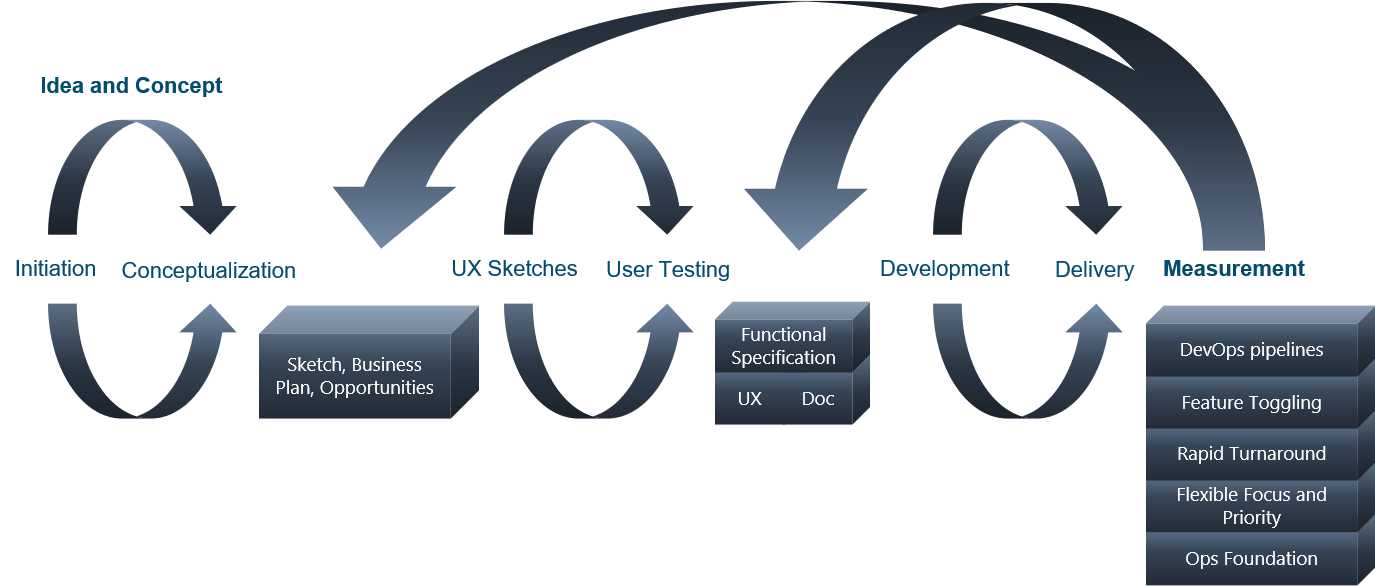 Idea and Concept
Initiation
Conceptualization
UX Sketches
User Testing
Development
Delivery
Measurement
Sketch, Business
Plan, Opportunities
Functional
Specification
UX Doc
DevOps pipelines
Feature Toggling
Rapid Turnaround
Flexible Focus and
Priority
Ops Foundation